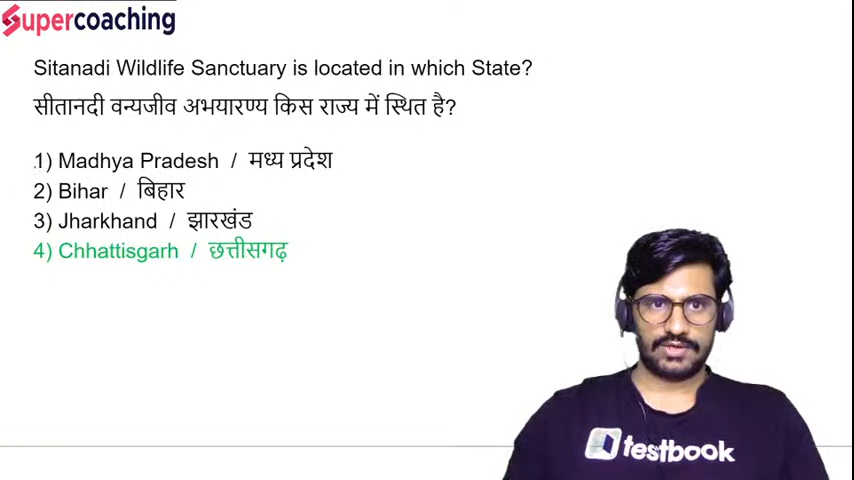 Supercoaching
Sitanadi Wildlife Sanctuary is located in which State?
सीतानदी वन्यजीव अभयारण्य किस राज्य में स्थित है?
1) Madhya Pradesh / मध्य प्रदेश
2) Bihar / बिहार
3) Jharkhand / झारखंड
4) Chhattisgarh / छत्तीसगढ़
testbook